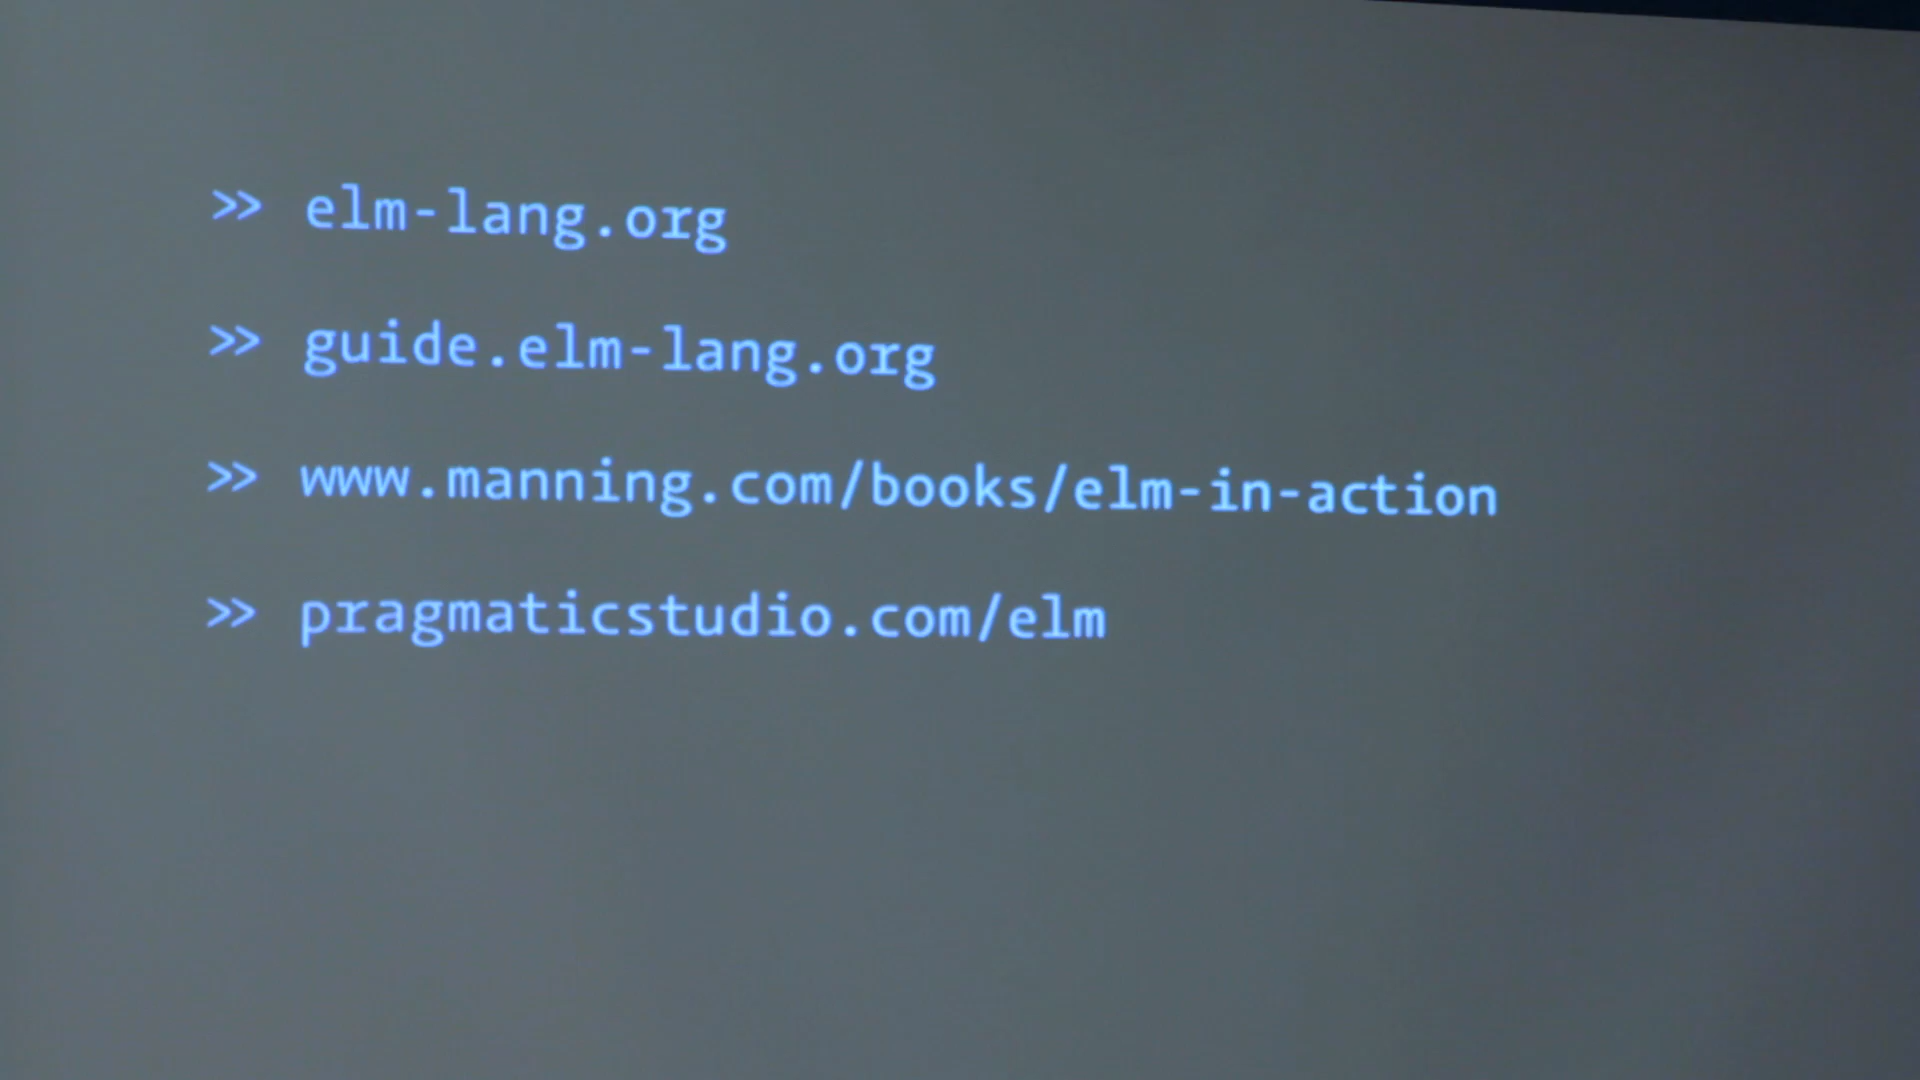 >> elm-lang.org
>> guide.elm-lang.org
>> www.manning.com/books/elm-in-action
>> pragmaticstudio.com/elm